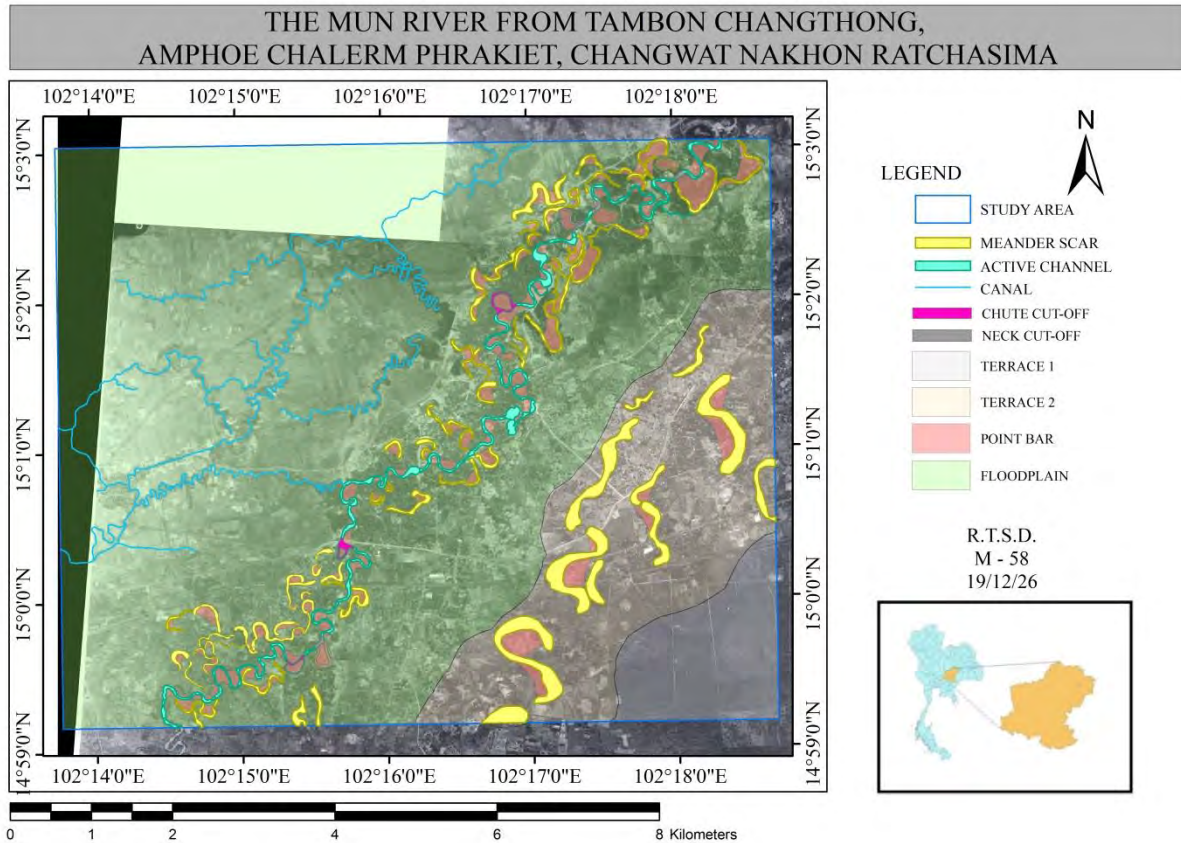 THE MUN RIVER FROM TAMBON CHANGTHONG,
AMPHOE CHALERM PHRAKIET, CHANGWAT NAKHON RATCHASIMA
102°14'0"E 102°15'0"E 102°16'0"E 102°17'0"E 102°18'0"E
15°3'0"N 15°3'0"N
15°2'0"N 15°2'0"N
15°1'0"N 15°1'0"N
15°0'0"N 15°0'0"N
14°59'0"N 14°59'0"N
102°14'0"E 102°15'0"E 102°16'0"E 102°17'0"E 102°18'0"E
0 1 2 4 6 8 Kilometers
N
LEGEND
STUDY AREA
MEANDER SCAR
ACTIVE CHANNEL
CANAL
CHUTE CUT-OFF
NECK CUT-OFF
TERRACE 1
TERRACE 2
POINT BAR
FLOODPLAIN
R.T.S.D.
M - 58
19/12/26